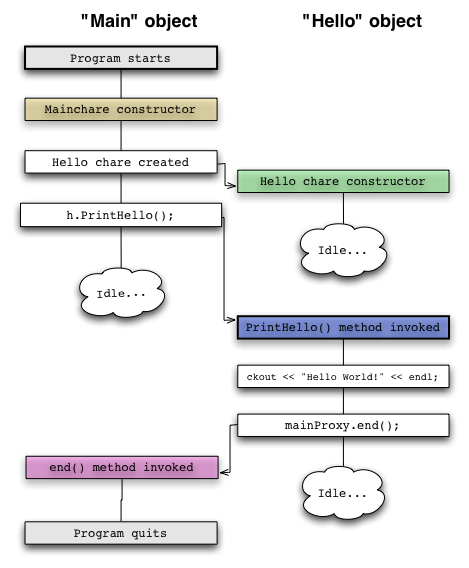 "Main" object
"Hello" object
Program starts
Mainchare constructor
Hello chare created
Hello chare constructor
h.PrintHello();
Idle...
Idle...
PrintHello() method invoked
ckout << "Hello World!" << endl;
mainProxy.end();
end() method invoked
Idle...
Program quits